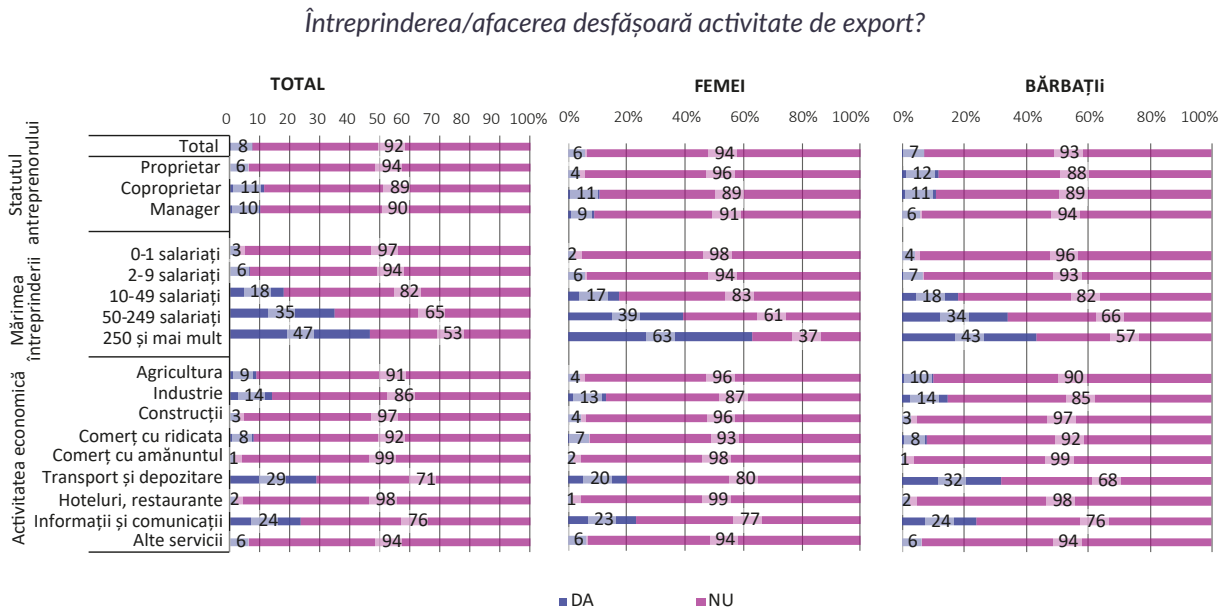 Întreprinderea/afacerea desfășoară activitate de export?
TOTAL FEMEI BĂRBAȚIi
0 10 20 30 40 50 60 70 80 90 100% 0% 20% 40% 60% 80% 100% 0% 20% 40% 60% 80% 100%
Statutul antreprenorului
Total 8 92 6 94 7 93
Proprietar 6 94 4 96 12 88
Coproprietar 11 89 11 89 11 89
Manager 10 90 9 91 6 94
Mărimea întreprinderii
0-1 salariați 3 97 2 98 4 96
2-9 salariați 6 94 6 94 7 93
10-49 salariați 18 82 17 83 18 82
50-249 salariați 35 65 39 61 34 66
250 și mai mult 47 53 63 37 43 57
Activitatea economică
Agricultura 9 91 4 96 10 90
Industrie 14 86 13 87 14 85
Construcții 3 97 4 96 3 97
Comerț cu ridicata 8 92 7 93 8 92
Comerț cu amănuntul 1 99 2 98 1 99
Transport și depozitare 29 71 20 80 32 68
Hoteluri, restaurante 2 98 1 99 2 98
Informații și comunicații 24 76 23 77 24 76
Alte servicii 6 94 6 94 6 94
DA NU